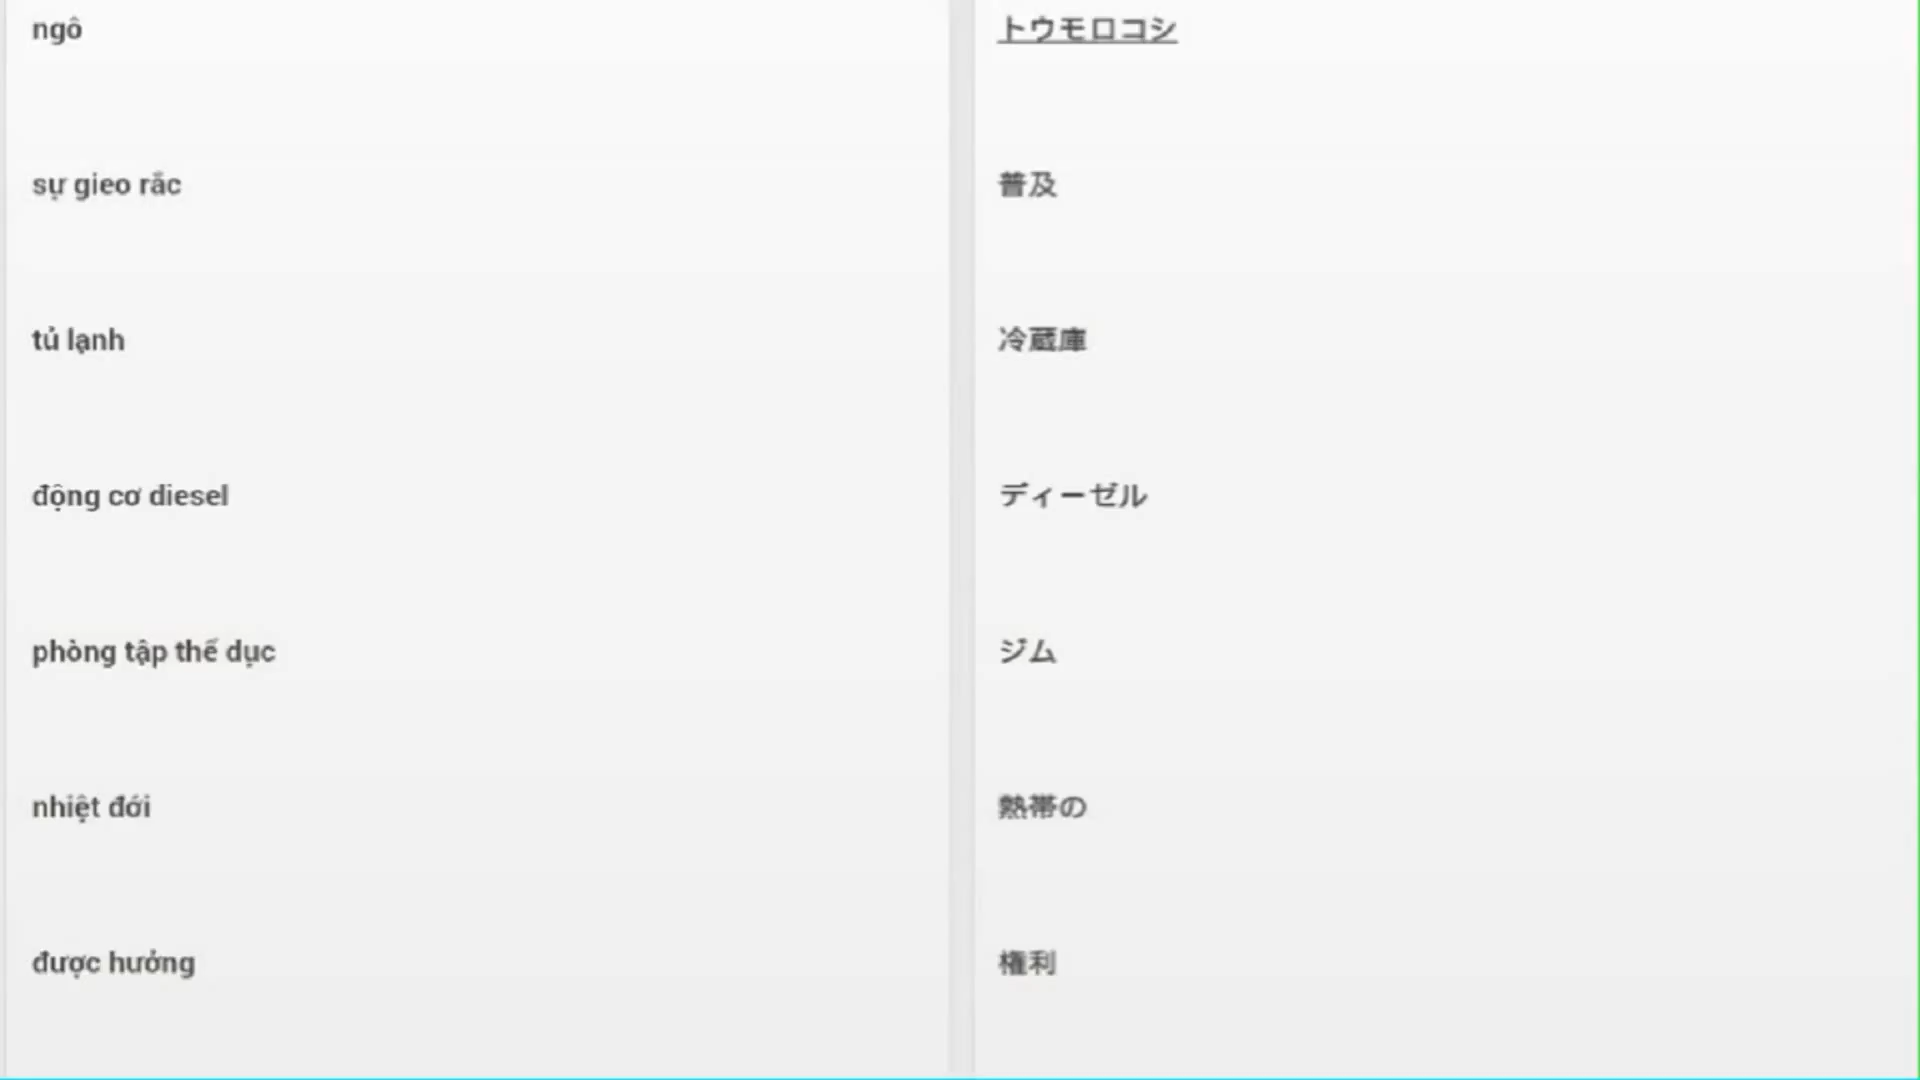 ngô
トウモロコシ
sự gieo rắc
普及
tủ lạnh
冷蔵庫
động cơ diesel
ディーゼル
phòng tập thể dục
ジム
nhiệt đới
熱帯の
được hưởng
権利